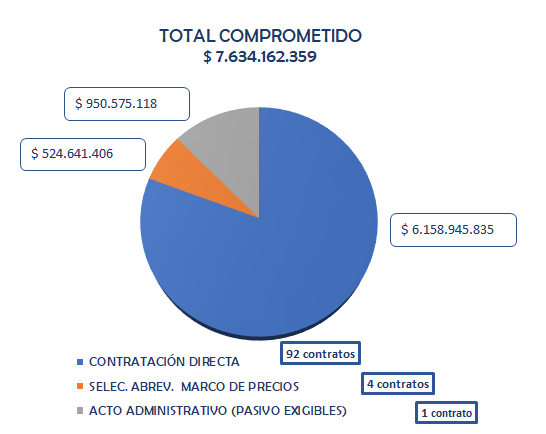 TOTAL COMPROMETIDO
$ 7.634.162.359
$ 950.575.118
$ 524.641.406
$ 6.158.945.835
92 contratos
CONTRATACIÓN DIRECTA
4 contratos
SELEC. ABREV. MARCO DE PRECIOS
1 contrato
ACTO ADMINISTRATIVO (PASIVO EXIGIBLES)